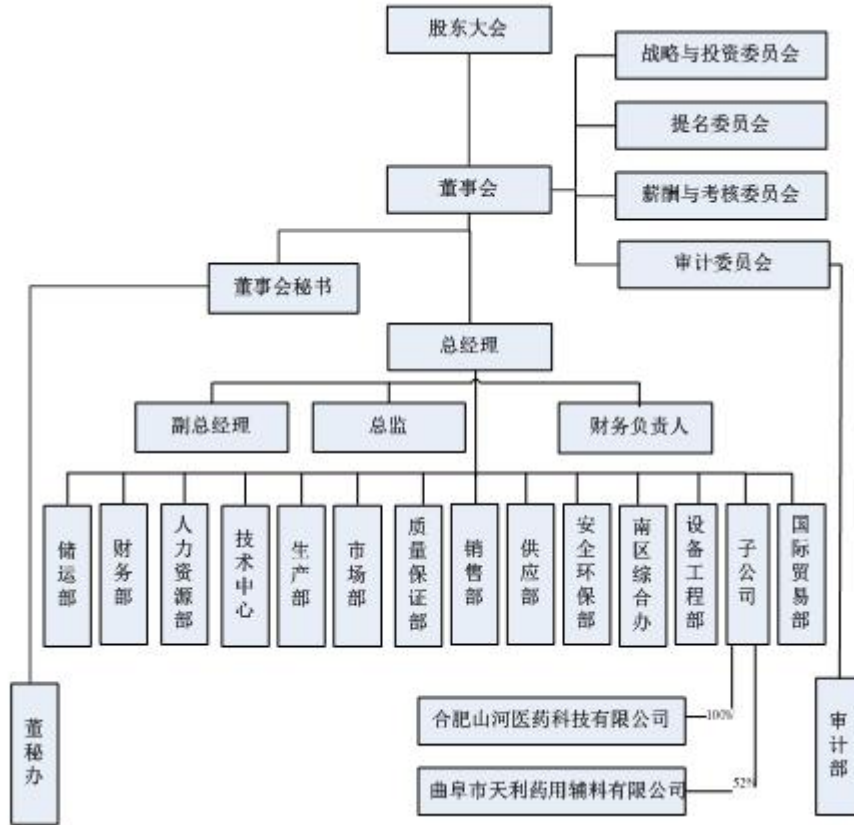 股东大会
战略与投资委员会
提名委员会
董事会
薪酬与考核委员会
审计委员会
董事会秘书
总经理
副总经理
总监
财务负责人
储运部
财务部
人力资源部
技术中心
生产部
市场部
质量保证部
销售部
供应部
安全环保部
南区综合办
设备工程部
子公司
国际贸易部
董秘办
合肥山河医药科技有限公司
100%
审计部
曲阜市天利药用辅料有限公司
52%